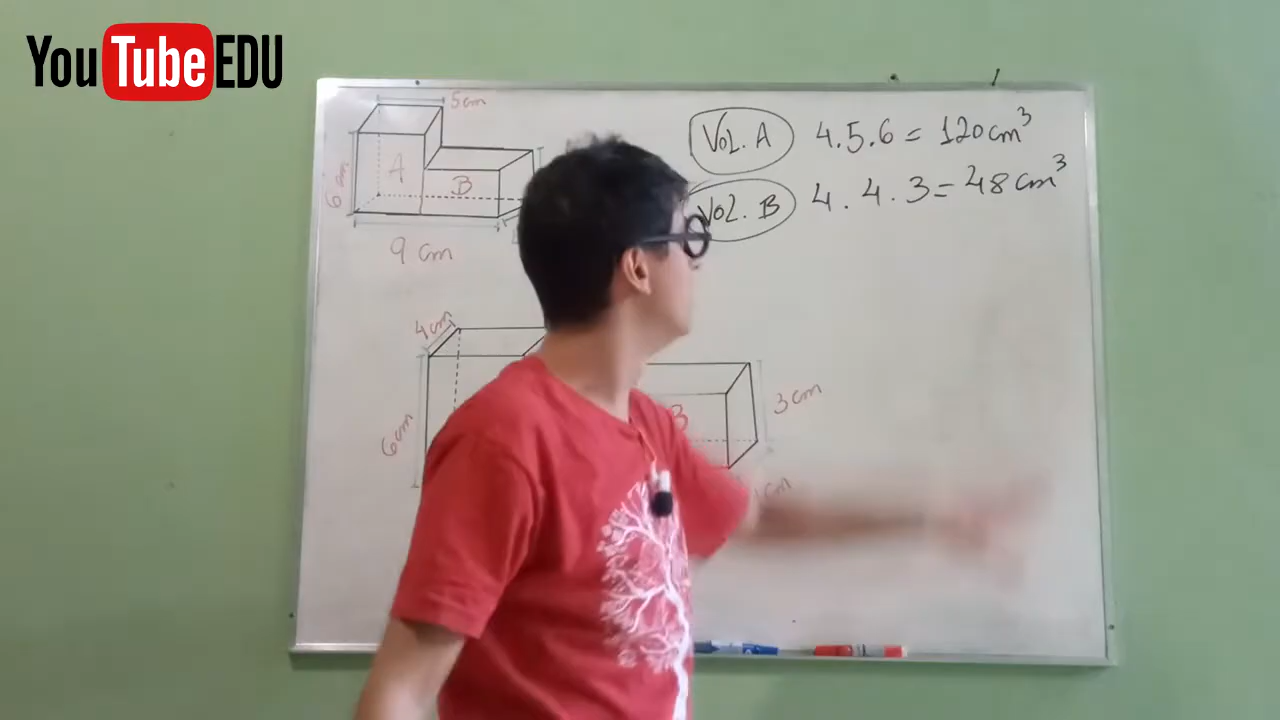 YouTube EDU
5cm
VOL. A 4.5.6 = 120cm³
VOL. B 4.4.3 = 48cm³
6cm
A
B
9 cm
4cm
6cm
B
3cm